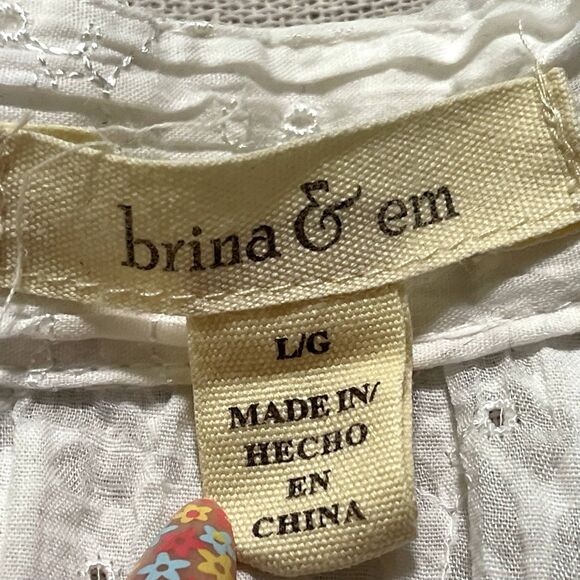 brina & em
L/G
MADE IN/
HECHO
EN
CHINA